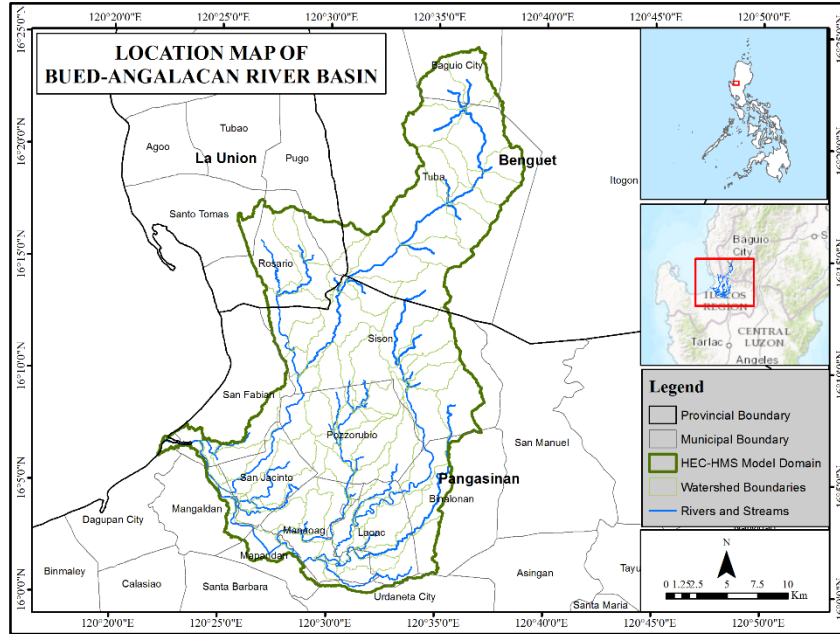 120°20'0"E
120°25'0"E
120°30'0"E
120°35'0"E
120°40'0"E
120°45'0"E
120°50'0"E
16°25'0"N
16°20'0"N
16°15'0"N
16°10'0"N
16°5'0"N
16°0'0"N
LOCATION MAP OF
BUED-ANGALACAN RIVER BASIN
Baguio City
Tubao
Agoo
La Union
Pugo
Benguet
Tuba
Itogon
Santo Tomas
Rosario
Sison
San Fabian
Pozzorubio
San Manuel
San Jacinto
Pangasinan
Binalonan
Mangaldan
Dagupan City
Manaoag
Laoac
Mapandan
Binmaley
Calasiao
Santa Barbara
Urdaneta City
Asingan
Tayu
Santa Maria
Baguio
City
ILOCOS
REGION
CENTRAL
LUZON
Tarlac
Angeles
Legend
Provincial Boundary
Municipal Boundary
HEC-HMS Model Domain
Watershed Boundaries
Rivers and Streams
N
0 1.25 2.5 5 7.5 10
Km
120°20'0"E
120°25'0"E
120°30'0"E
120°35'0"E
120°40'0"E
120°45'0"E
120°50'0"E